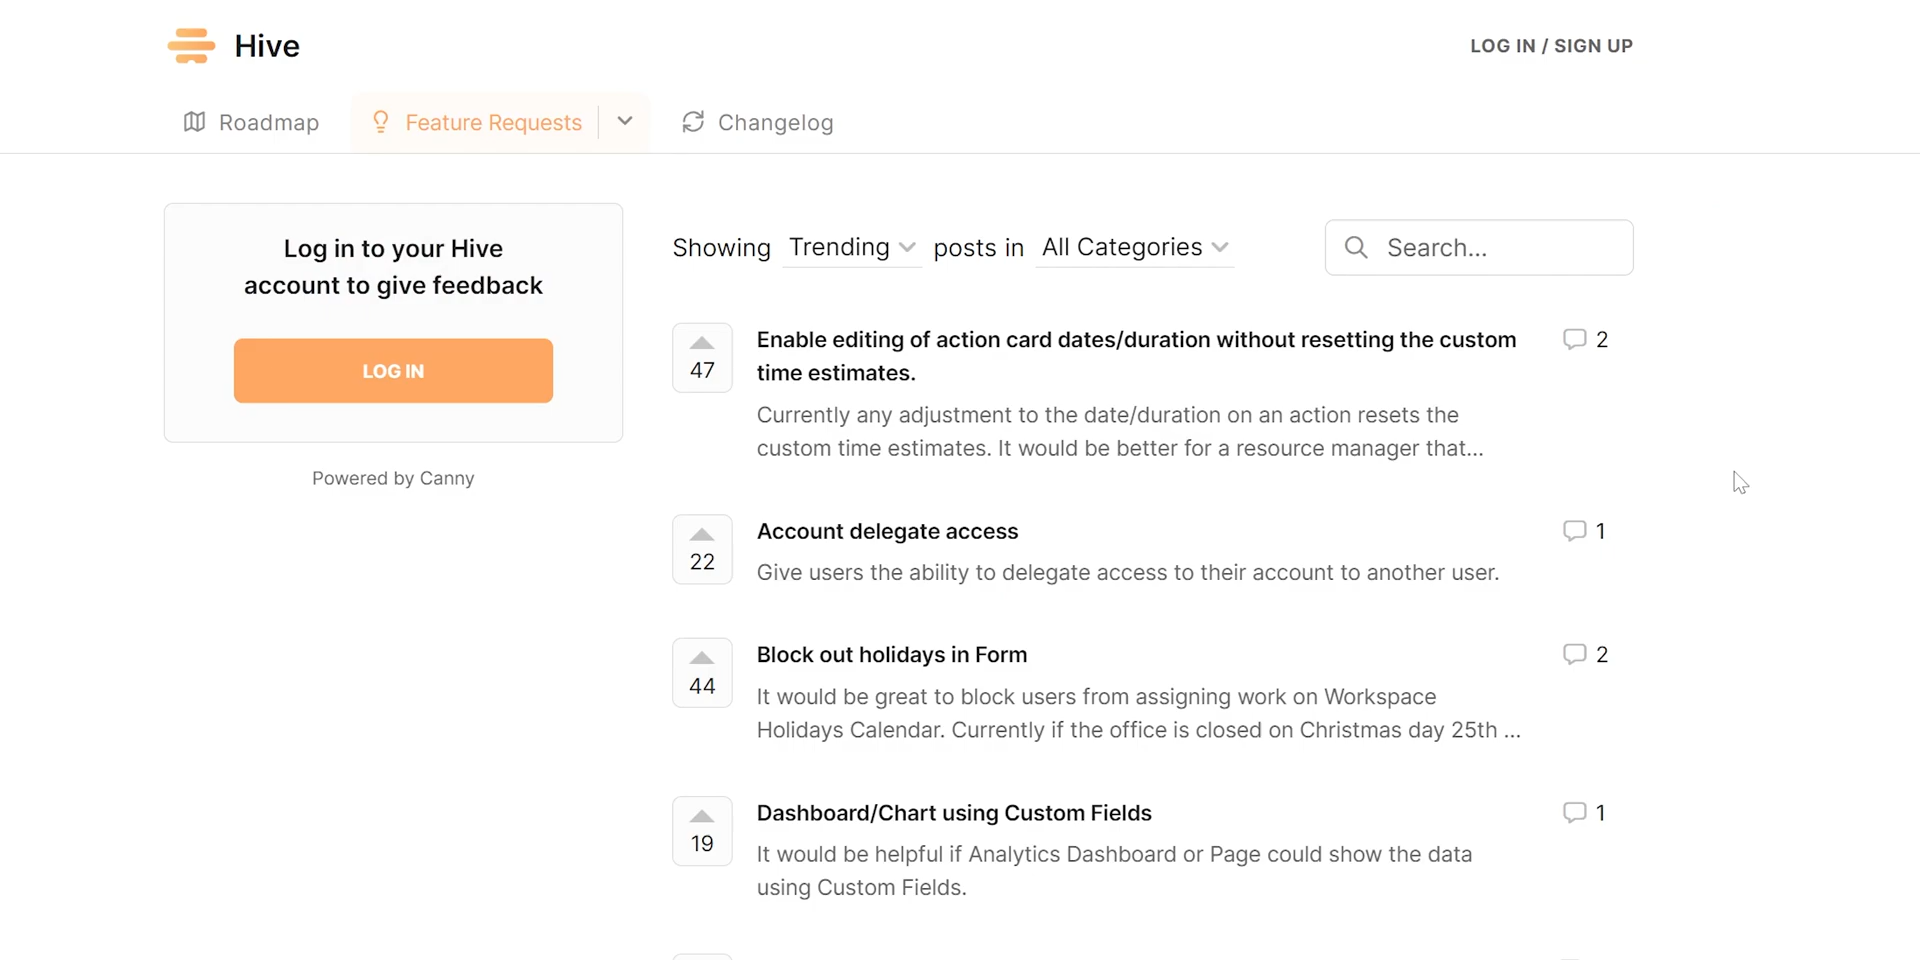 Hive
LOG IN / SIGN UP
Roadmap
Feature Requests
Changelog
Log in to your Hive
account to give feedback
LOG IN
Powered by Canny
Showing Trending posts in All Categories
Search...
47
Enable editing of action card dates/duration without resetting the custom
time estimates.
2
Currently any adjustment to the date/duration on an action resets the
custom time estimates. It would be better for a resource manager that...
22
Account delegate access
1
Give users the ability to delegate access to their account to another user.
44
Block out holidays in Form
2
It would be great to block users from assigning work on Workspace
Holidays Calendar. Currently if the office is closed on Christmas day 25th ...
19
Dashboard/Chart using Custom Fields
1
It would be helpful if Analytics Dashboard or Page could show the data
using Custom Fields.